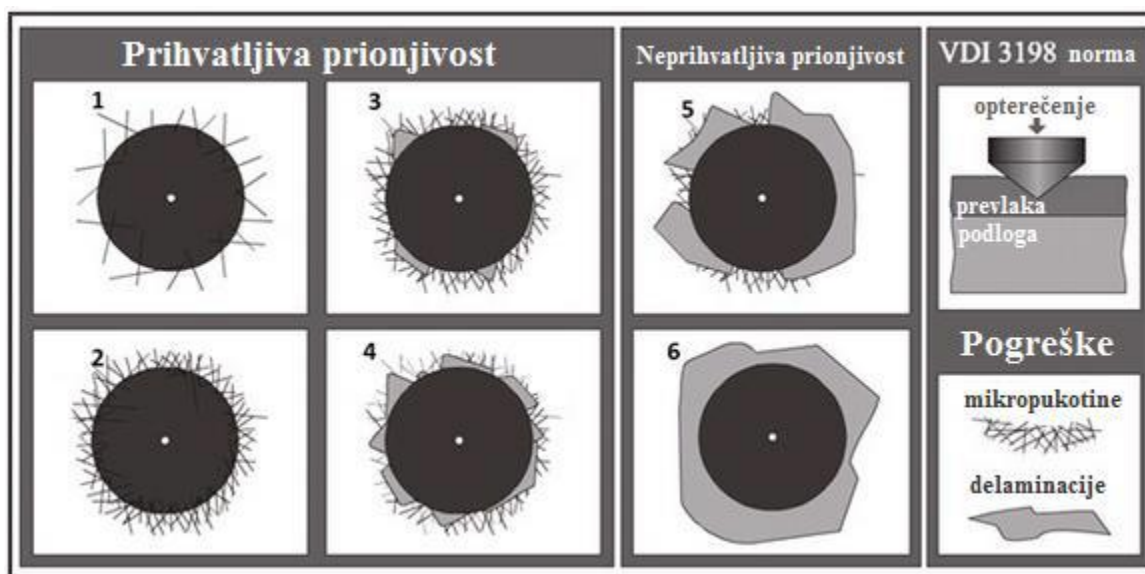 Prihvatljiva prionjivost
1
3
2
4
Neprihvatljiva prionjivost
5
6
VDI 3198 norma
opterečenje
prevlaka
podloga
Pogreške
mikropukotine
delaminacije